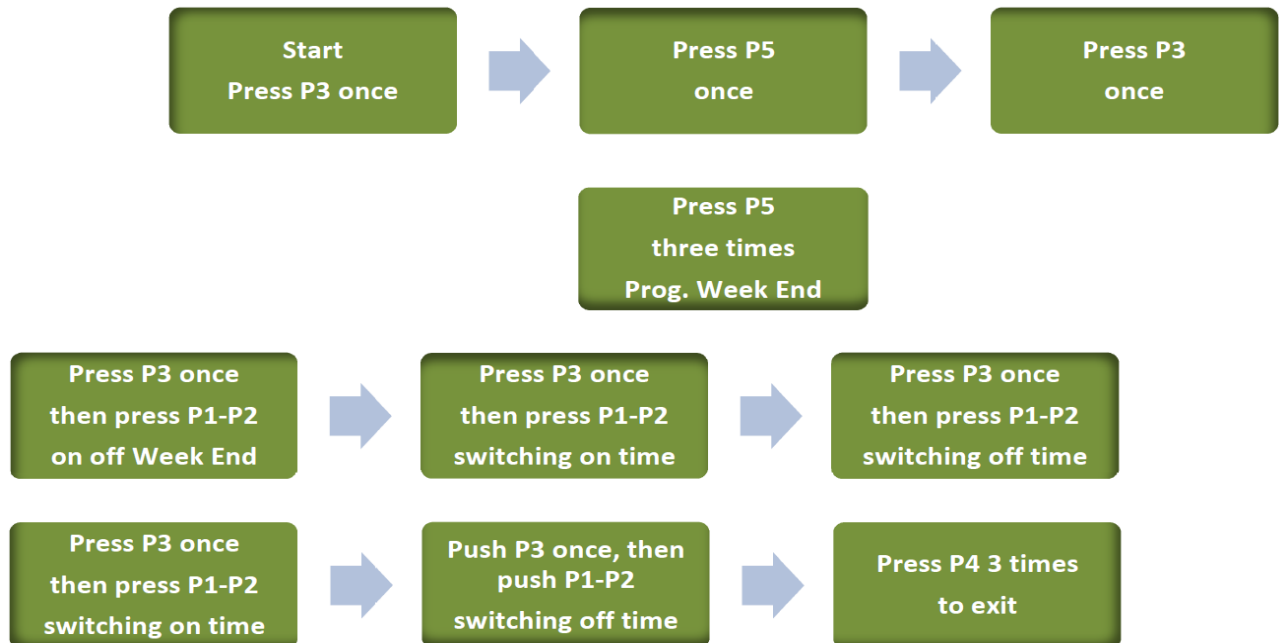 Start
Press P3 once
Press P5
once
Press P3
once
Press P5
three times
Prog. Week End
Press P3 once
then press P1-P2
on off Week End
Press P3 once
then press P1-P2
switching on time
Press P3 once
then press P1-P2
switching off time
Press P3 once
then press P1-P2
switching on time
Push P3 once, then
push P1-P2
switching off time
Press P4 3 times
to exit